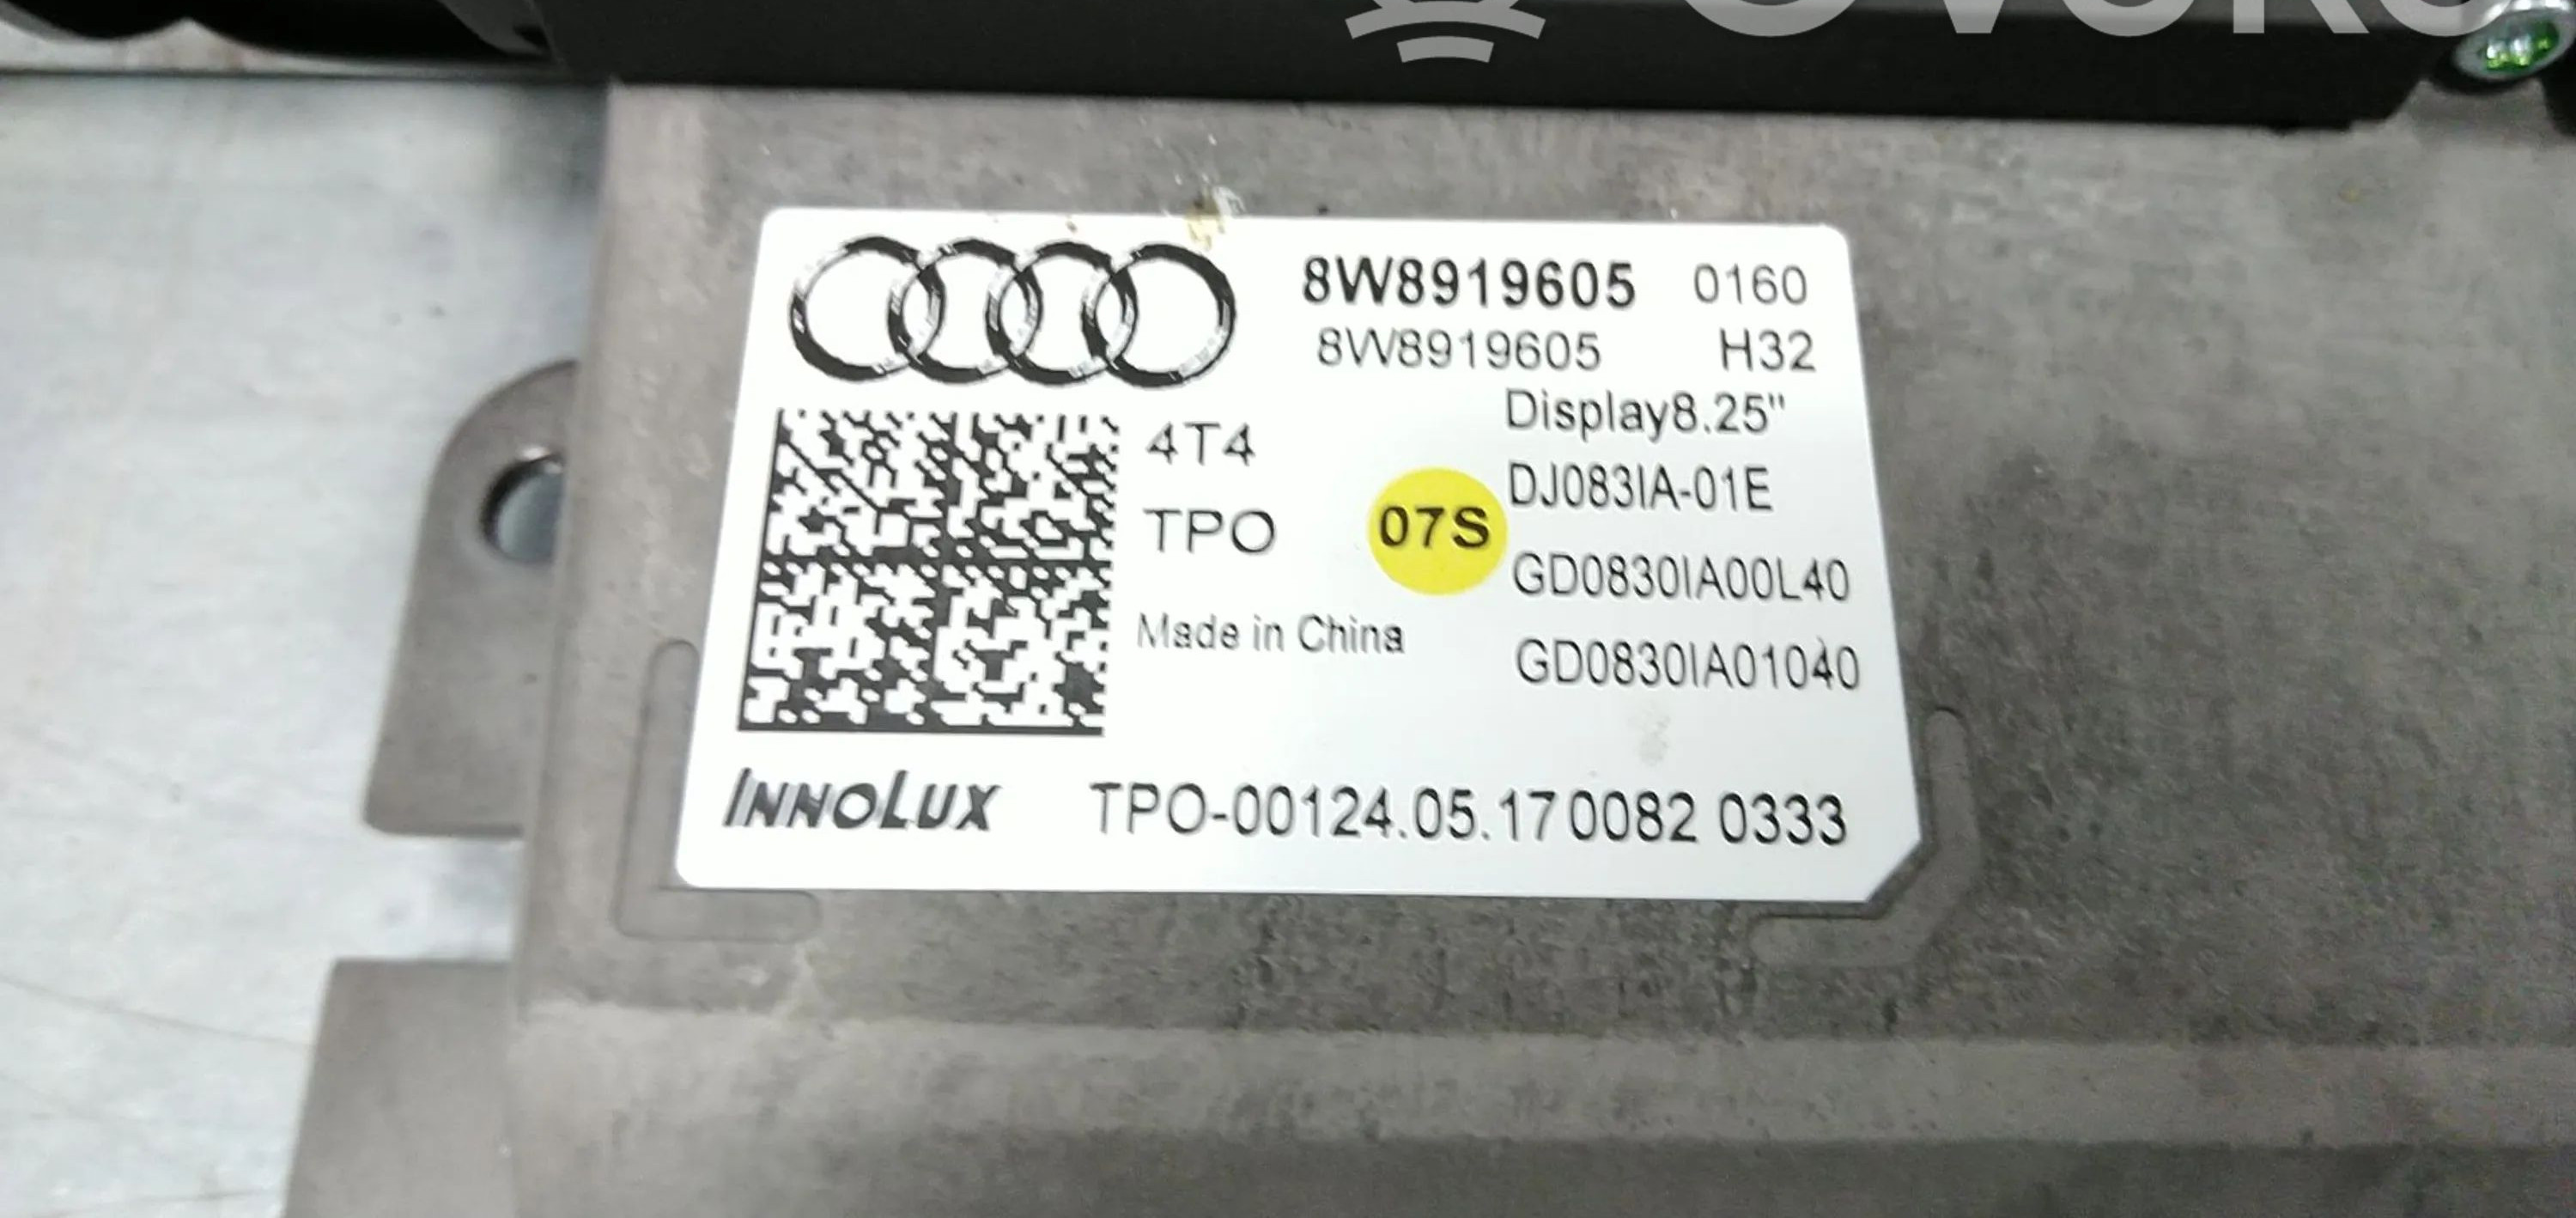 8W8919605 0160
8W8919605 H32
Display8.25"
4T4
DJ083IA-01E
TPO
07S
GD0830IA00L40
Made in China
GD0830IA01040
INNOLUX TPO-00124.05.17 0082 0333